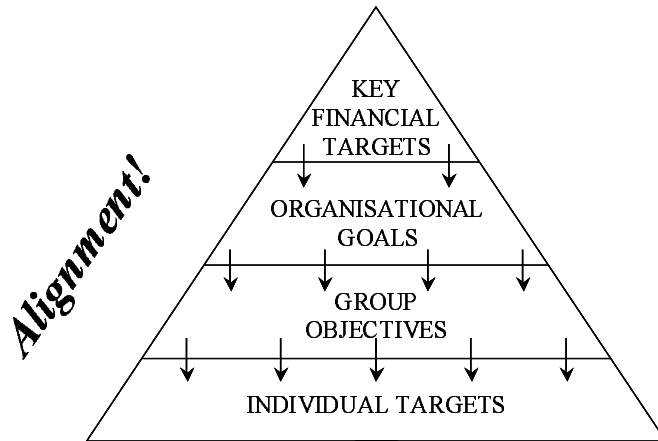 Alignment!
KEY
FINANCIAL
TARGETS
ORGANISATIONAL
GOALS
GROUP
OBJECTIVES
INDIVIDUAL TARGETS